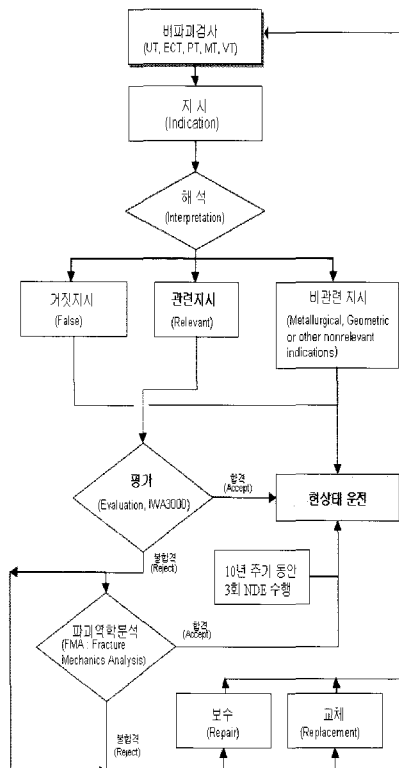 비파괴검사
(UT, ECT, PT, MT, VT)
지 시
(Indication)
해 석
(Interpretation)
거짓지시
(False)
관련지시
(Relevant)
비관련 지시
(Metallurgical, Geometric
or other nonrelevant
indications)
평가
(Evaluation, IWA3000)
합격
(Accept)
현상태 운전
불합격
(Reject)
10년 주기 동안
3회 NDE 수행
파괴역학분석
(FMA : Fracture
Mechanics Analysis)
합격
(Accept)
불합격
(Reject)
보수
(Repair)
교체
(Replacement)